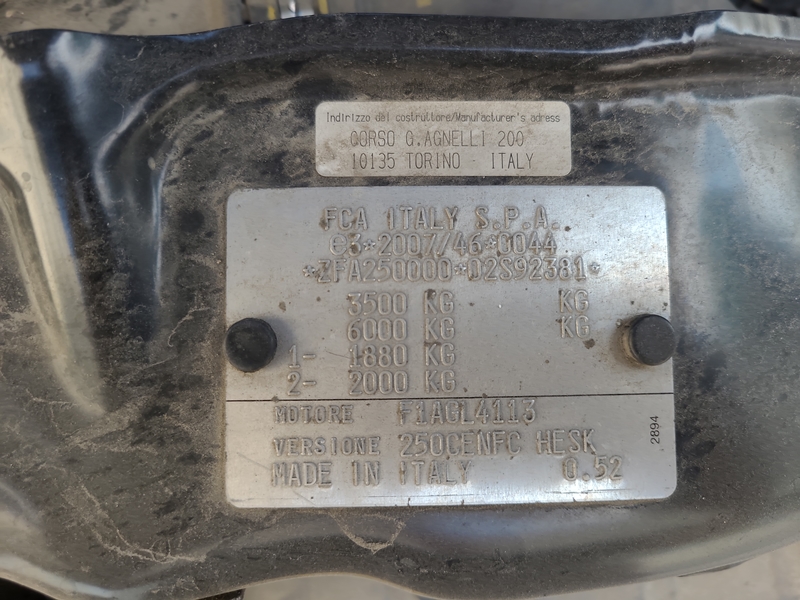 Indirizzo del costruttore/Manufacturer's adress
CORSO G.AGNELLI 200
10135 TORINO - ITALY
FCA ITALY S.P.A.
e3*2007/46*0044
*ZFA250000*02S92381*
3500 KG KG
6000 KG KG
1- 1880 KG
2- 2000 KG
MOTORE F1AGL4113
VERSIONE 250CENFC HESK
MADE IN ITALY 0.52
2894